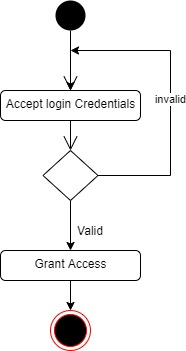 Accept login Credentials
invalid
Valid
Grant Access